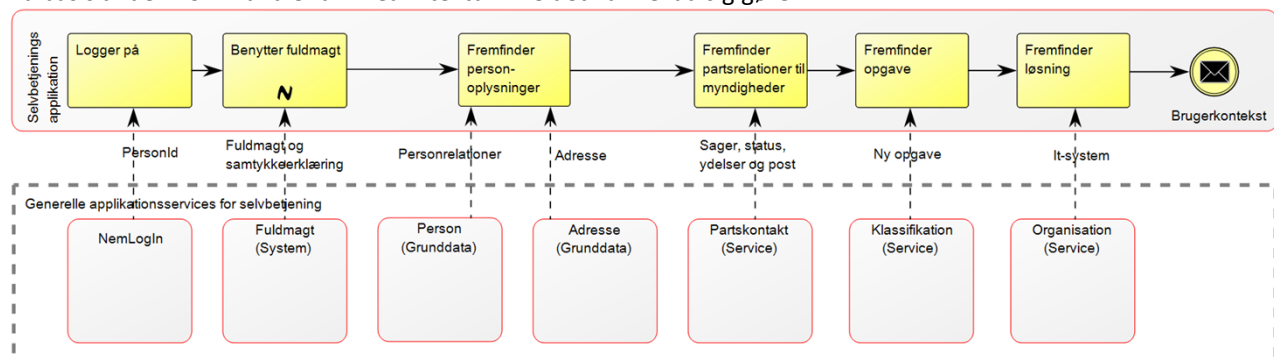 Selvbetjenings
applikation
Logger på
Benytter fuldmagt
N
Fremfinder
person-
oplysninger
Fremfinder
partsrelationer til
myndigheder
Fremfinder
opgave
Fremfinder
løsning
Brugerkontekst
PersonId
Fuldmagt og
samtykkeerklæring
Personrelationer
Adresse
Sager, status,
ydelser og post
Ny opgave
It-system
Generelle applikationsservices for selvbetjening
NemLogIn
Fuldmagt
(System)
Person
(Grunddata)
Adresse
(Grunddata)
Partskontakt
(Service)
Klassifikation
(Service)
Organisation
(Service)